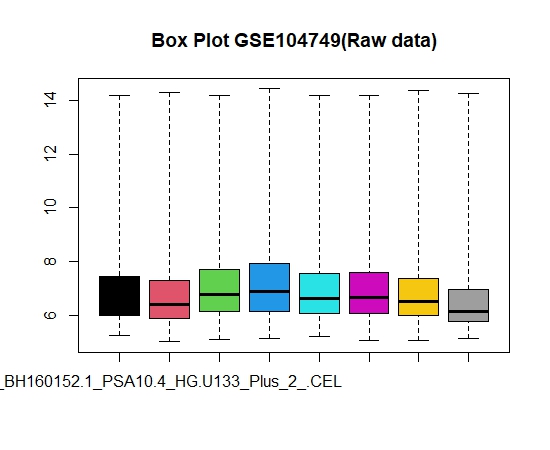 Box Plot GSE104749(Raw data)
14
12
10
8
6
_BH160152.1_PSA10.4_HG.U133_Plus_2_.CEL